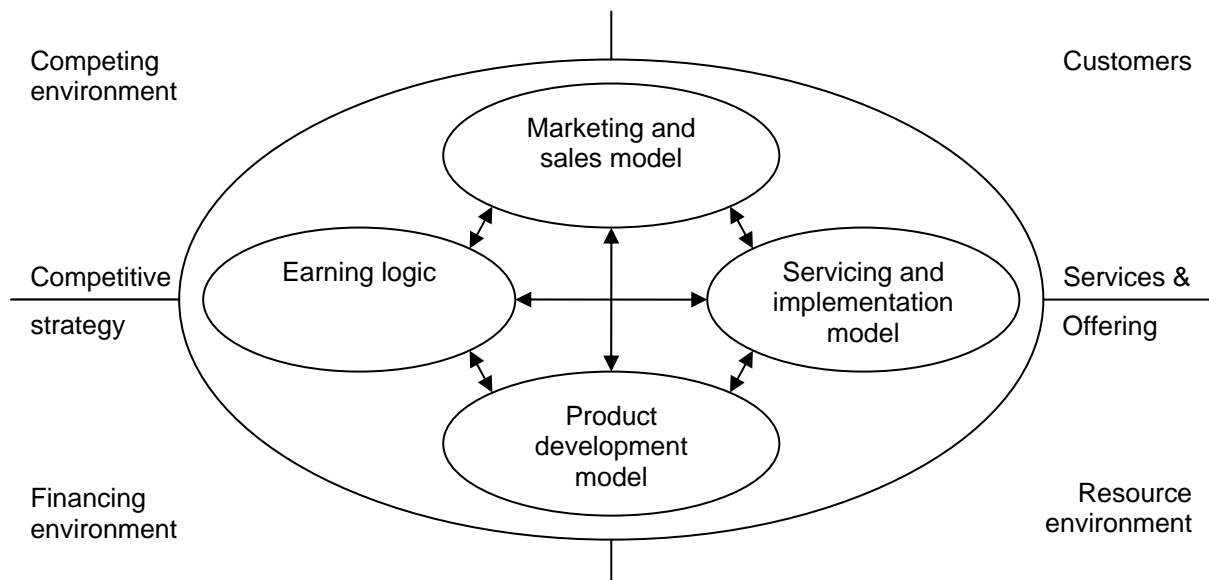 Competing
environment
Customers
Marketing and
sales model
Competitive
strategy
Earning logic
Servicing and
implementation
model
Services &
Offering
Product
development
model
Financing
environment
Resource
environment